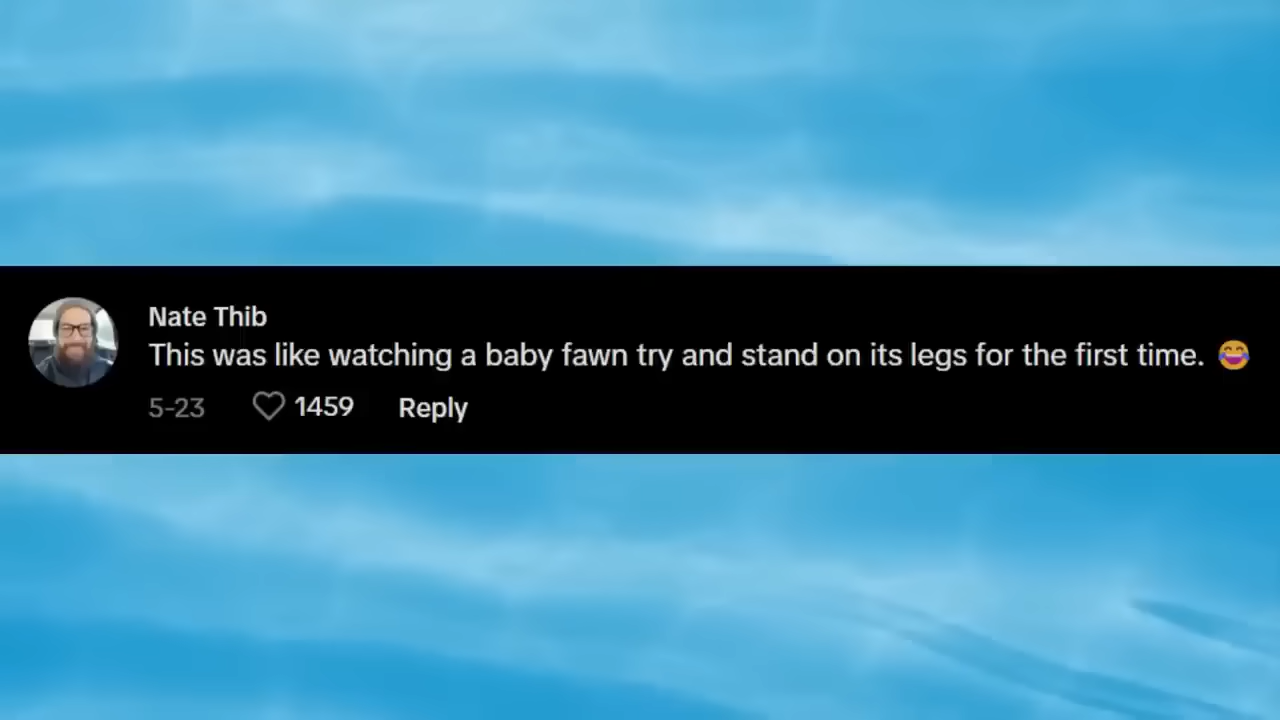 Nate Thib
This was like watching a baby fawn try and stand on its legs for the first time. 😂
5-23 1459 Reply